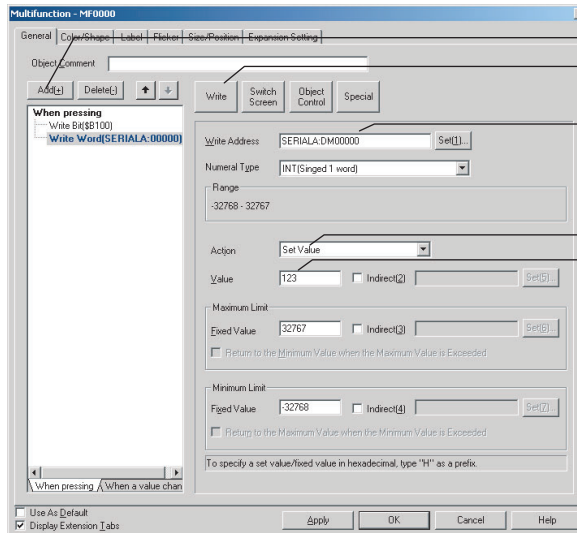 Multifunction - MF0000
General Color/Shape Label Flicker Size/Position Expansion Setting
Object Comment
Add(+) Delete(-)
Write Switch Screen Object Control Special
When pressing
Write Bit($B100)
Write Word(SERIALA:00000)
Write Address SERIALA:DM00000 Set(1)...
Numeral Type INT(Singed 1 word)
Range
-32768 - 32767
Action Set Value
Value 123 Indirect(2) Set(5)...
Maximum Limit
Fixed Value 32767 Indirect(3) Set(6)...
Return to the Minimum Value when the Maximum Value is Exceeded
Minimum Limit
Fixed Value -32768 Indirect(4) Set(7)...
Return to the Maximum Value when the Minimum Value is Exceeded
To specify a set value/fixed value in hexadecimal, type "H" as a prefix.
When pressing When a value chan
Use As Default
Display Extension Tabs
Apply OK Cancel Help